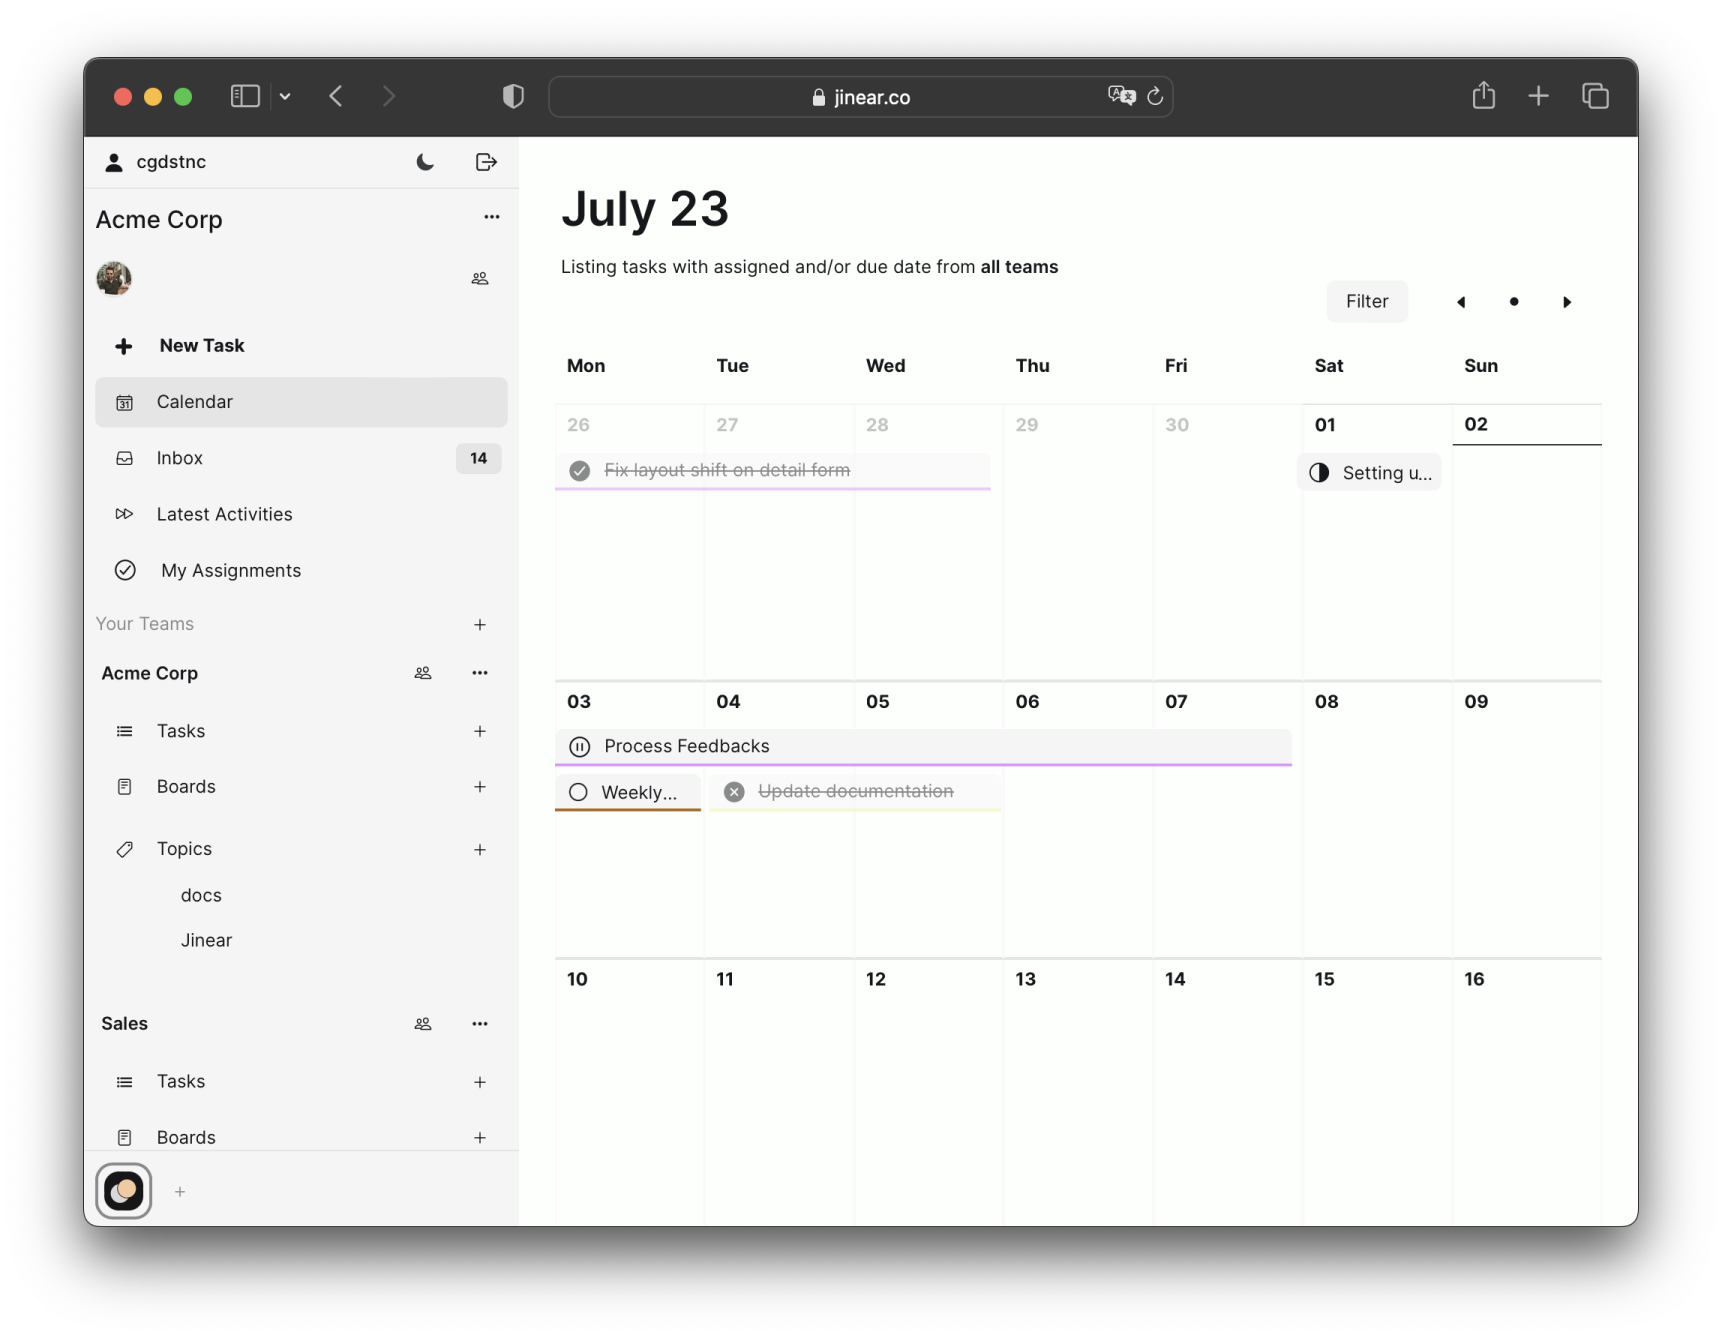 jinear.co
cgdstnc
Acme Corp
New Task
31 Calendar
Inbox 14
Latest Activities
My Assignments
Your Teams
Acme Corp
Tasks
Boards
Topics
docs
Jinear
Sales
Tasks
Boards
July 23
Listing tasks with assigned and/or due date from all teams
Filter
Mon Tue Wed Thu Fri Sat Sun
26 27 28 29 30 01 02
Fix layout shift on detail form Setting u...
03 04 05 06 07 08 09
Process Feedbacks
Weekly... Update documentation
10 11 12 13 14 15 16